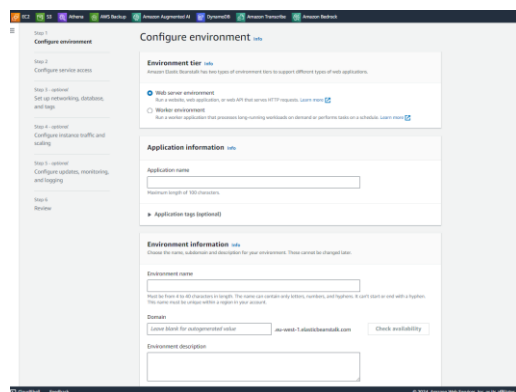 EC2 S3 Athena AWS Backup Amazon Augmented AI DynamoDB Amazon Transcribe Amazon Bedrock
Step 1
Configure environment
Step 2
Configure service access
Step 3 - optional
Set up networking, database,
and tags
Step 4 - optional
Configure instance traffic and
scaling
Step 5 - optional
Configure updates, monitoring,
and logging
Step 6
Review
Configure environment Info
Environment tier Info
Amazon Elastic Beanstalk has two types of environment tiers to support different types of web applications.
Web server environment
Run a website, web application, or web API that serves HTTP requests. Learn more
Worker environment
Run a worker application that processes long-running workloads on demand or performs tasks on a schedule. Learn more
Application information Info
Application name
Maximum length of 100 characters.
Application tags (optional)
Environment information Info
Choose the name, subdomain and description for your environment. These cannot be changed later.
Environment name
Must be from 4 to 40 characters in length. The name can contain only letters, numbers, and hyphens. It can't start or end with a hyphen.
This name must be unique within a region in your account.
Domain
Leave blank for autogenerated value
.eu-west-1.elasticbeanstalk.com
Check availability
Environment description
CloudShell Feedback
© 2024, Amazon Web Services, Inc. or its affiliates